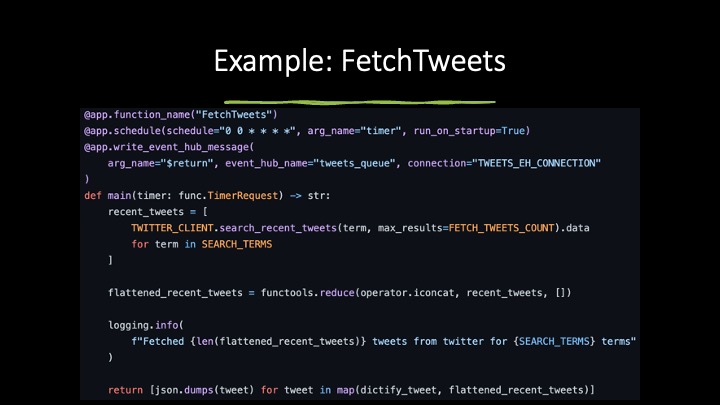 Example: FetchTweets
@app.function_name("FetchTweets")
@app.schedule(schedule="0 0 * * * *", arg_name="timer", run_on_startup=True)
@app.write_event_hub_message(
    arg_name="$return", event_hub_name="tweets_queue", connection="TWEETS_EH_CONNECTION"
)
def main(timer: func.TimerRequest) -> str:
    recent_tweets = [
        TWITTER_CLIENT.search_recent_tweets(term, max_results=FETCH_TWEETS_COUNT).data
        for term in SEARCH_TERMS
    ]
    flattened_recent_tweets = functools.reduce(operator.iconcat, recent_tweets, [])
    logging.info(
        f"Fetched {len(flattened_recent_tweets)} tweets from twitter for {SEARCH_TERMS} terms"
    )
    return [json.dumps(tweet) for tweet in map(dictify_tweet, flattened_recent_tweets)]